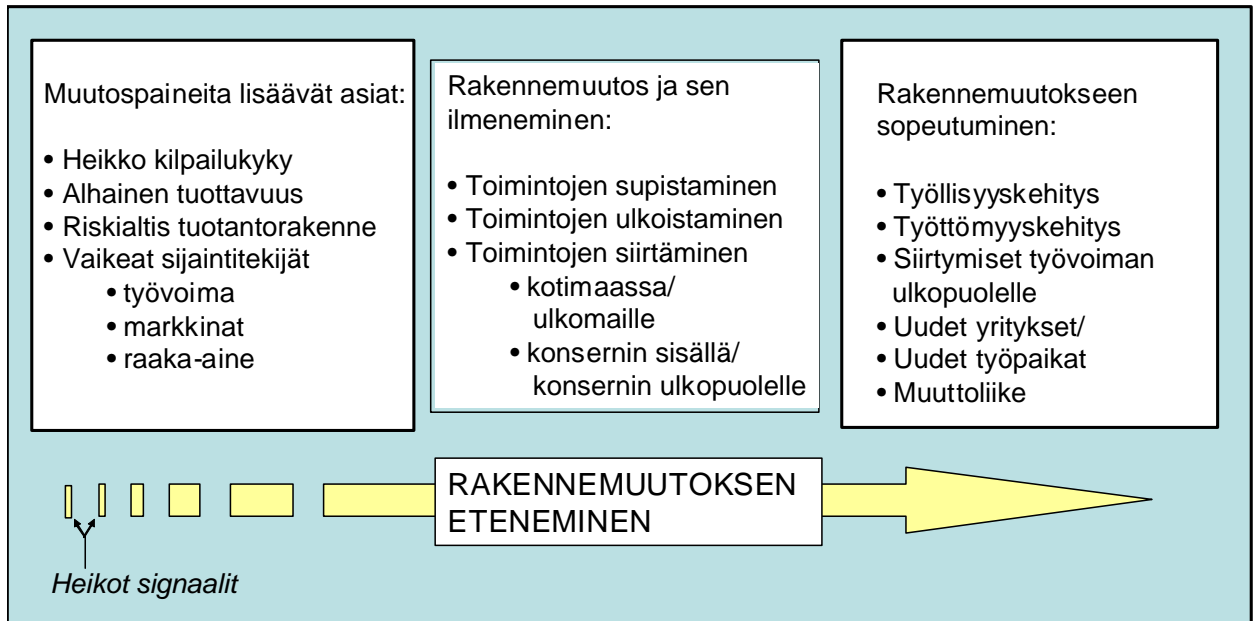 Muutospaineita lisäävät asiat:
• Heikko kilpailukyky
• Alhainen tuottavuus
• Riskialtis tuotantorakenne
• Vaikeat sijaintitekijät
• työvoima
• markkinat
• raaka-aine
Rakennemuutos ja sen
ilmeneminen:
• Toimintojen supistaminen
• Toimintojen ulkoistaminen
• Toimintojen siirtäminen
• kotimaassa/
ulkomaille
• konsernin sisällä/
konsernin ulkopuolelle
Rakennemuutokseen
sopeutuminen:
• Työllisyyskehitys
• Työttömyyskehitys
• Siirtymiset työvoiman
ulkopuolelle
• Uudet yritykset/
• Uudet työpaikat
• Muuttoliike
RAKENNEMUUTOKSEN
ETENEMINEN
Heikot signaalit